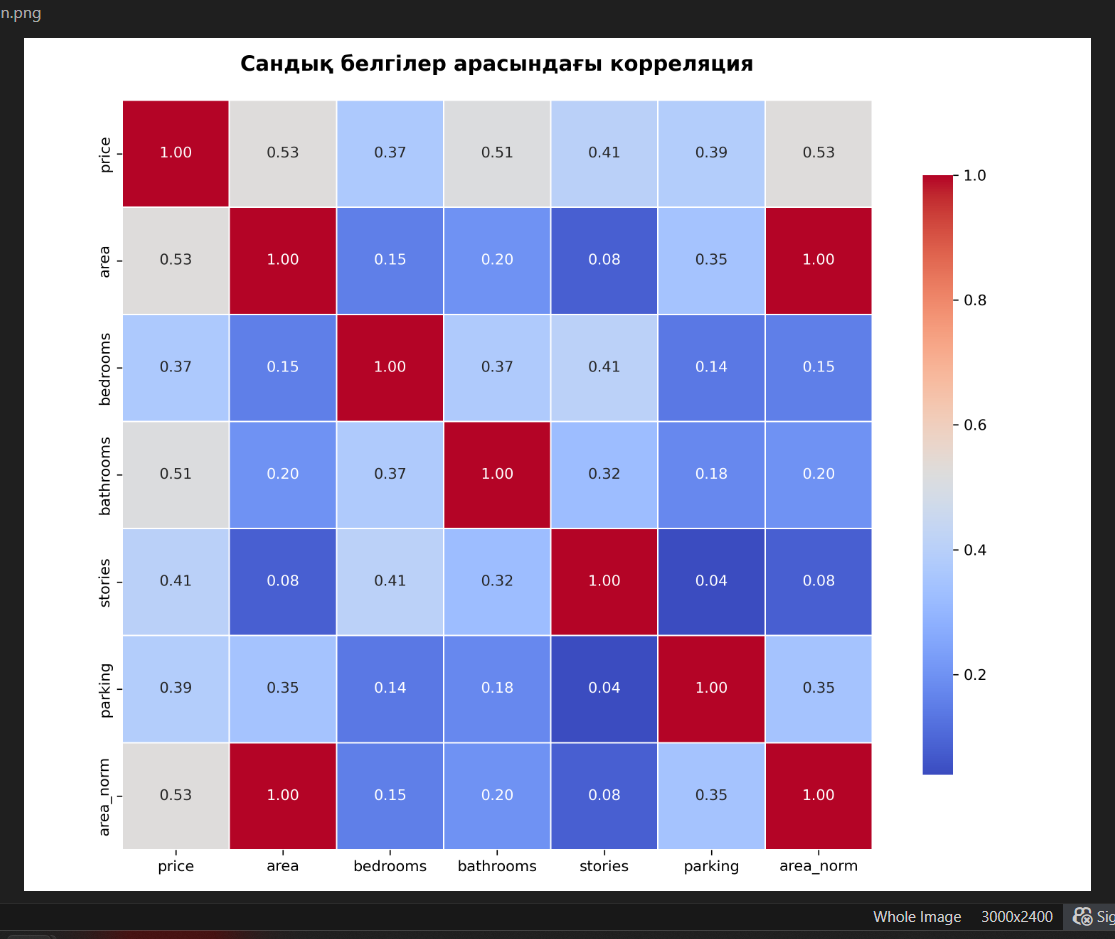 n.png
Сандық белгілер арасындағы корреляция
price 1.00 0.53 0.37 0.51 0.41 0.39 0.53
area 0.53 1.00 0.15 0.20 0.08 0.35 1.00
bedrooms 0.37 0.15 1.00 0.37 0.41 0.14 0.15
bathrooms 0.51 0.20 0.37 1.00 0.32 0.18 0.20
stories 0.41 0.08 0.41 0.32 1.00 0.04 0.08
parking 0.39 0.35 0.14 0.18 0.04 1.00 0.35
area_norm 0.53 1.00 0.15 0.20 0.08 0.35 1.00
price area bedrooms bathrooms stories parking area_norm
1.0
0.8
0.6
0.4
0.2
Whole Image 3000x2400 Sig